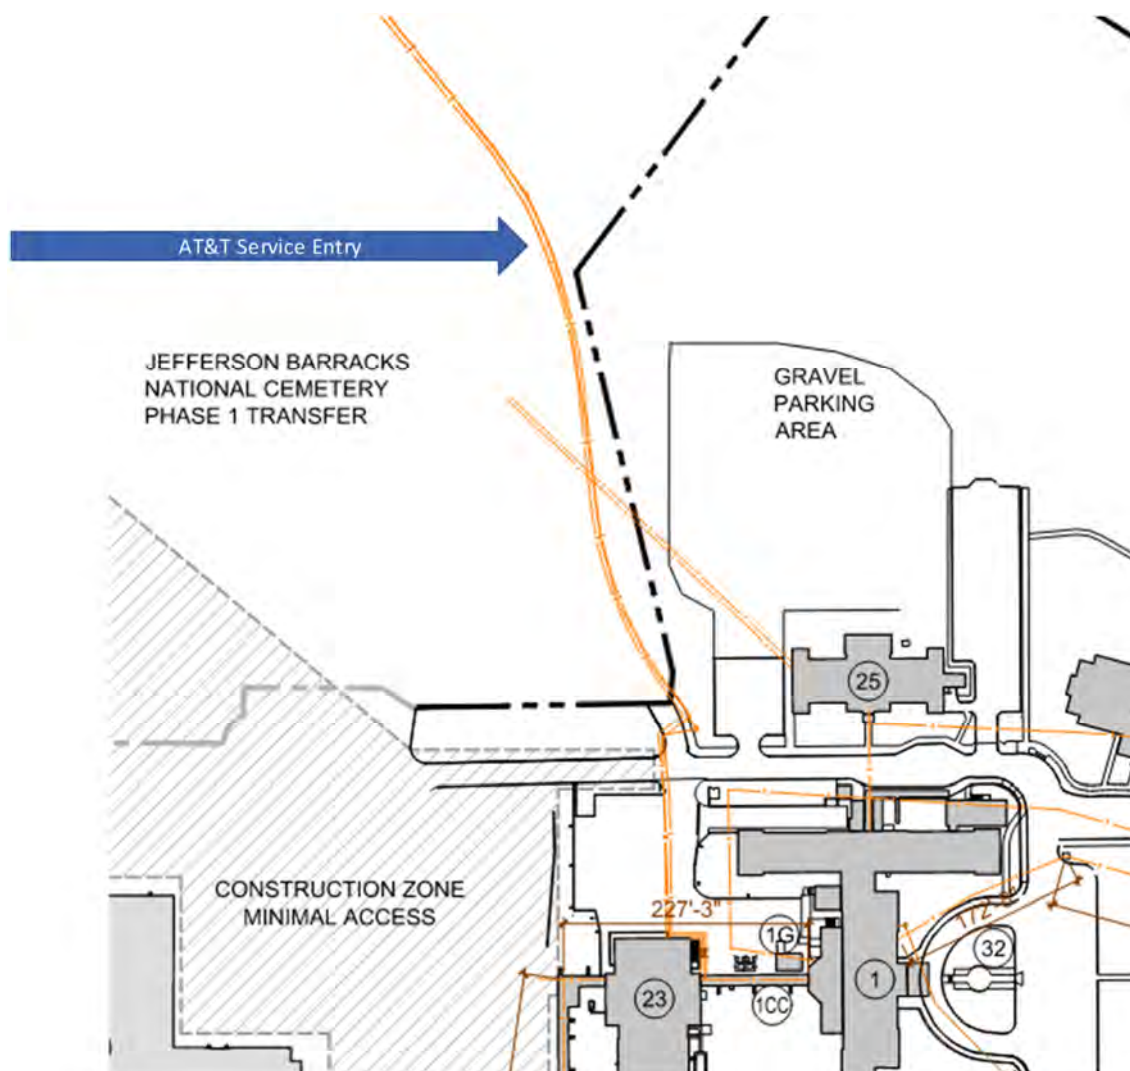 AT&T Service Entry
JEFFERSON BARRACKS
NATIONAL CEMETERY
PHASE 1 TRANSFER
GRAVEL
PARKING
AREA
25
CONSTRUCTION ZONE
MINIMAL ACCESS
227'-3"
1G
32
1
23
1CC